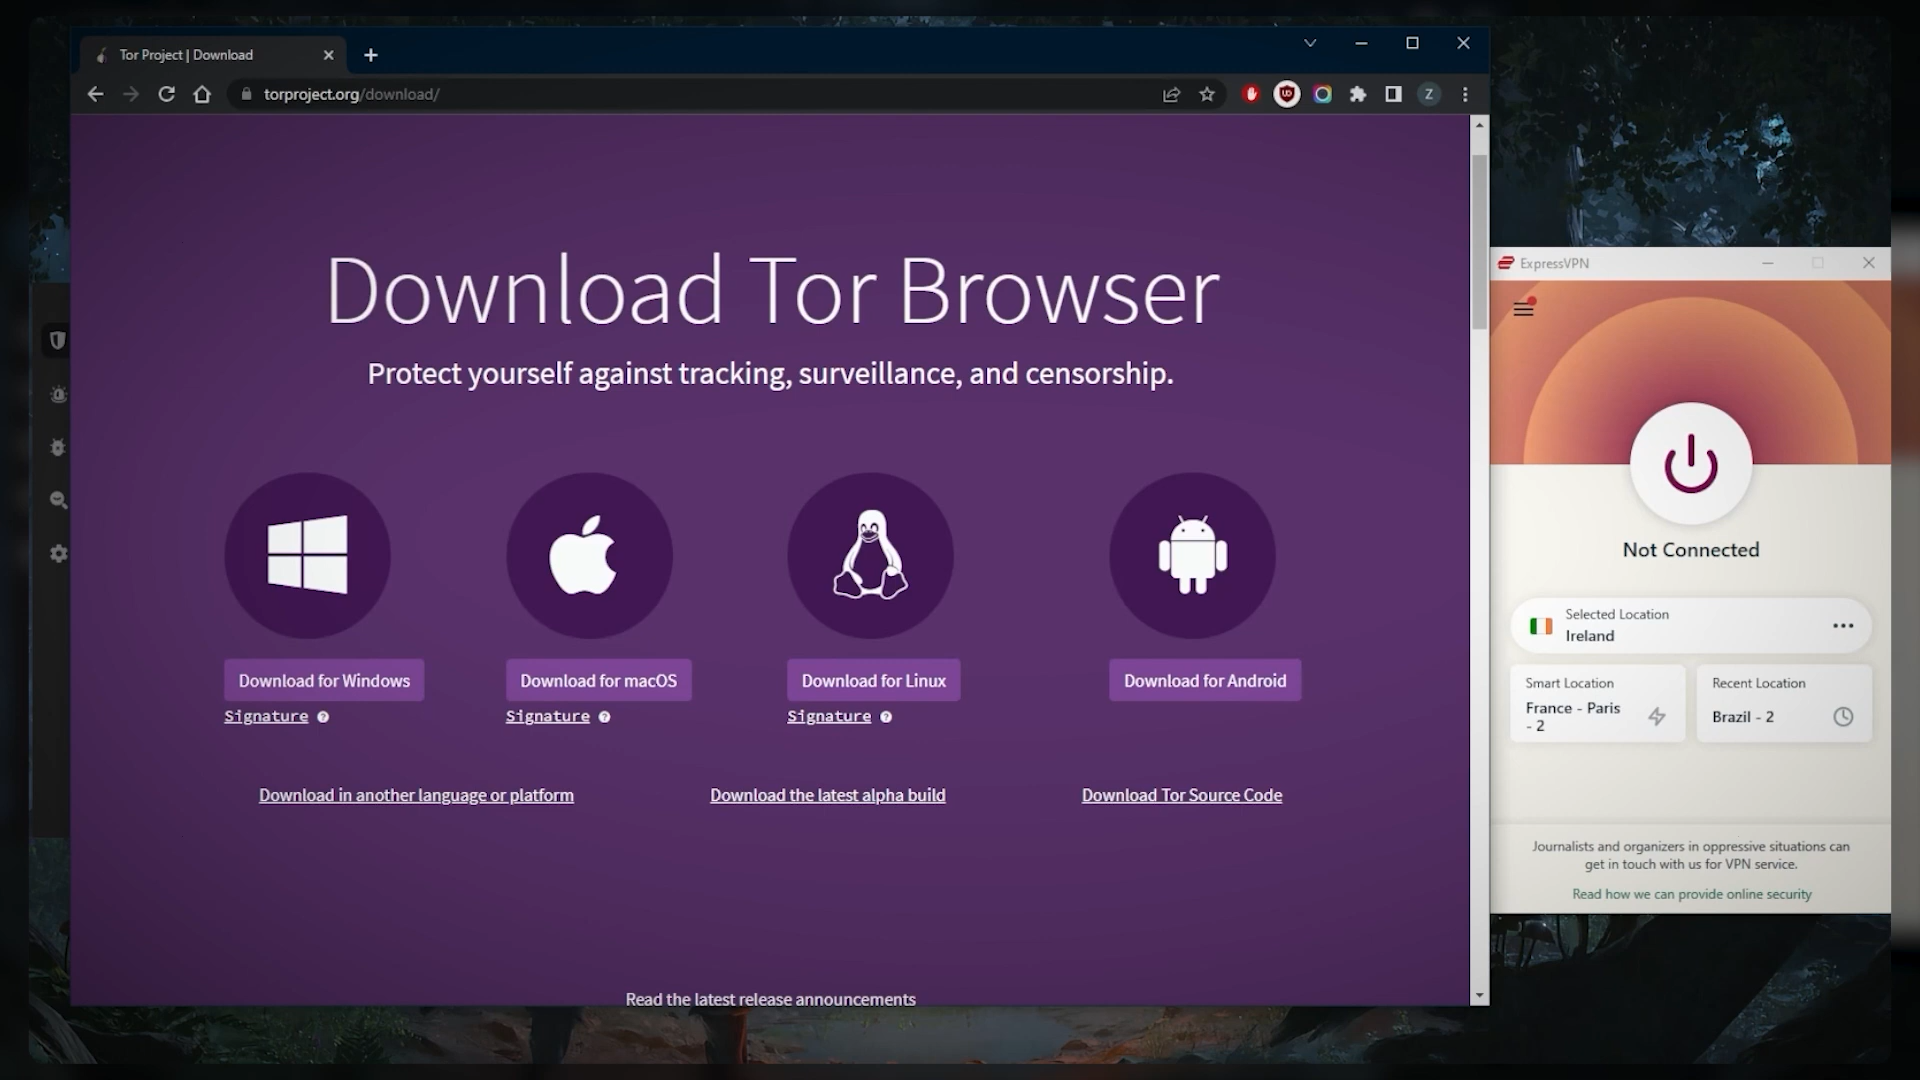 Tor Project | Download
torproject.org/download/
Z
Download Tor Browser
Protect yourself against tracking, surveillance, and censorship.
Download for Windows
Download for macOS
Download for Linux
Download for Android
Signature ?
Signature ?
Signature ?
Download in another language or platform
Download the latest alpha build
Download Tor Source Code
Read the latest release announcements
ExpressVPN
Not Connected
Selected Location
Ireland
Smart Location
France - Paris
- 2
Recent Location
Brazil - 2
Journalists and organizers in oppressive situations can
get in touch with us for VPN service.
Read how we can provide online security